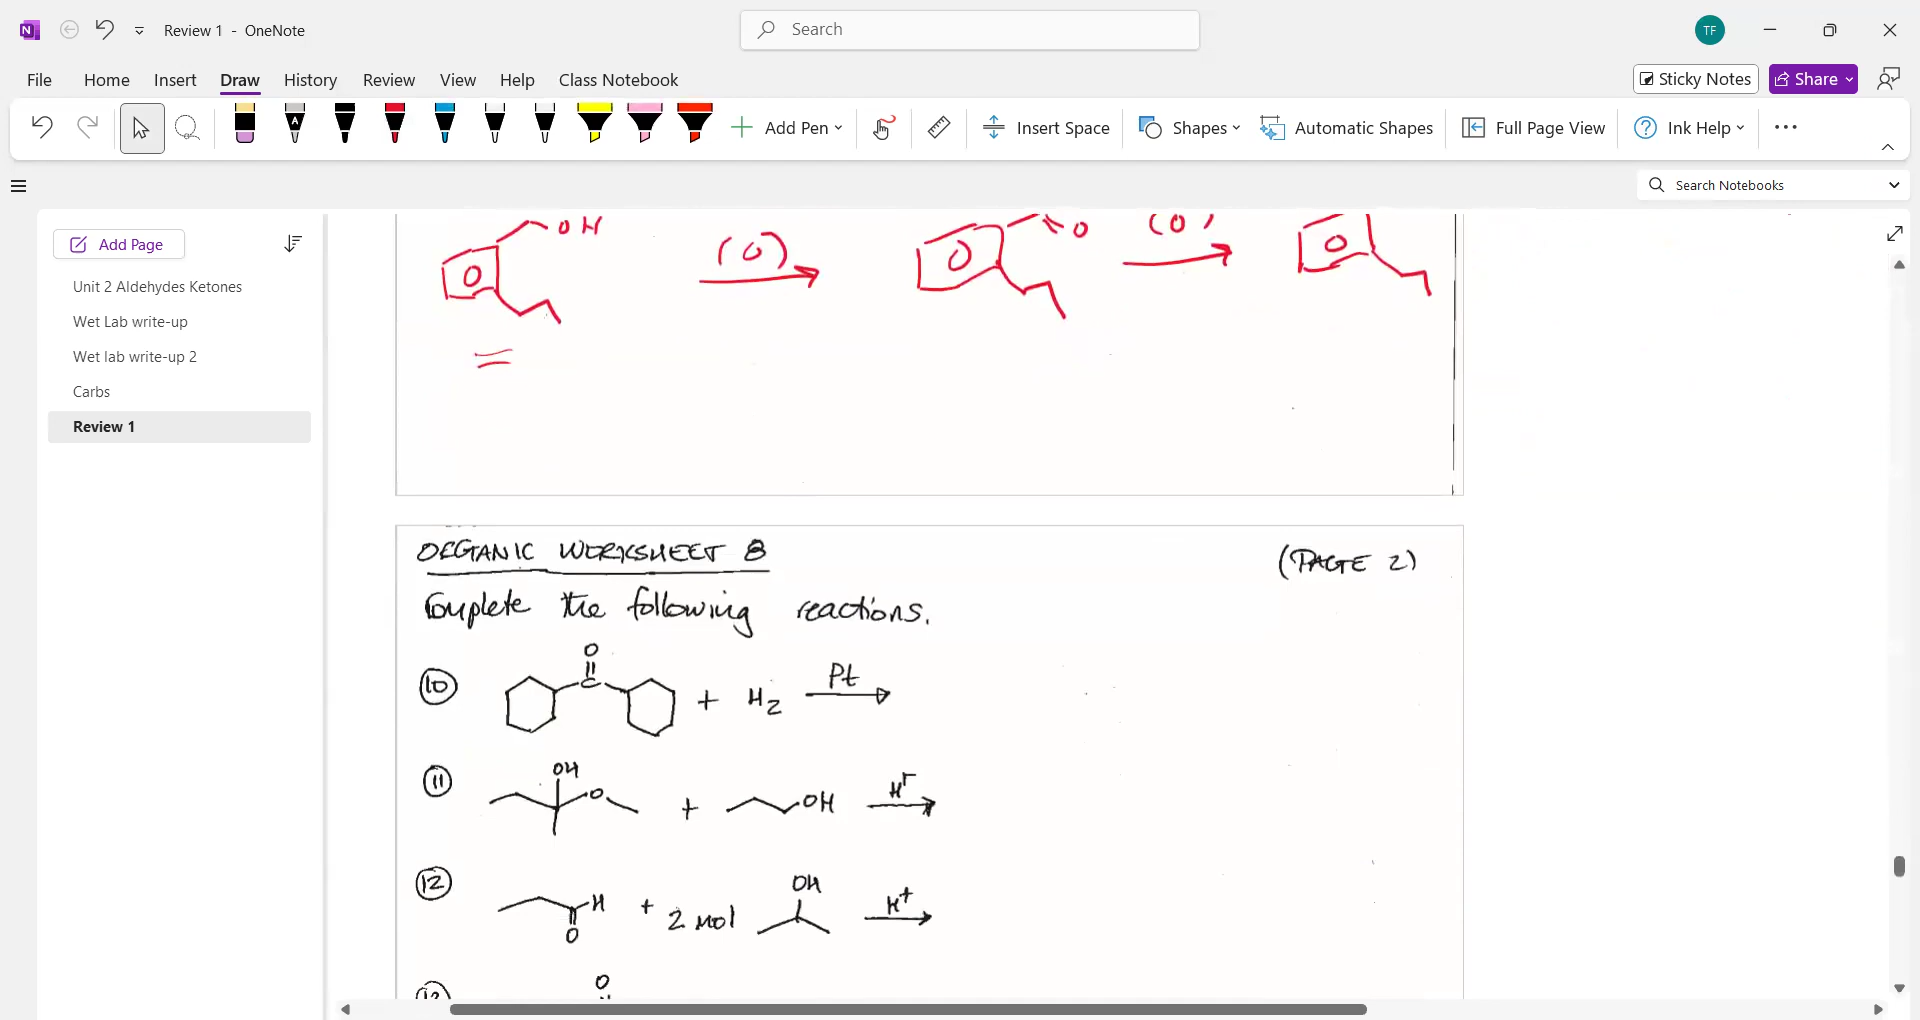 Review 1 - OneNote
Search
TF
File Home Insert Draw History Review View Help Class Notebook
Sticky Notes Share
A
Add Pen Insert Space Shapes Automatic Shapes Full Page View Ink Help
Search Notebooks
Add Page
Unit 2 Aldehydes Ketones
Wet Lab write-up
Wet lab write-up 2
Carbs
Review 1
OH (O) O (O)
O O O
ORGANIC WORKSHEET 8 (PAGE 2)
Complete the following reactions.
O
10 C + H2 Pt
OH
11 O + OH H+
OH
12 H + 2 mol H+
O
O